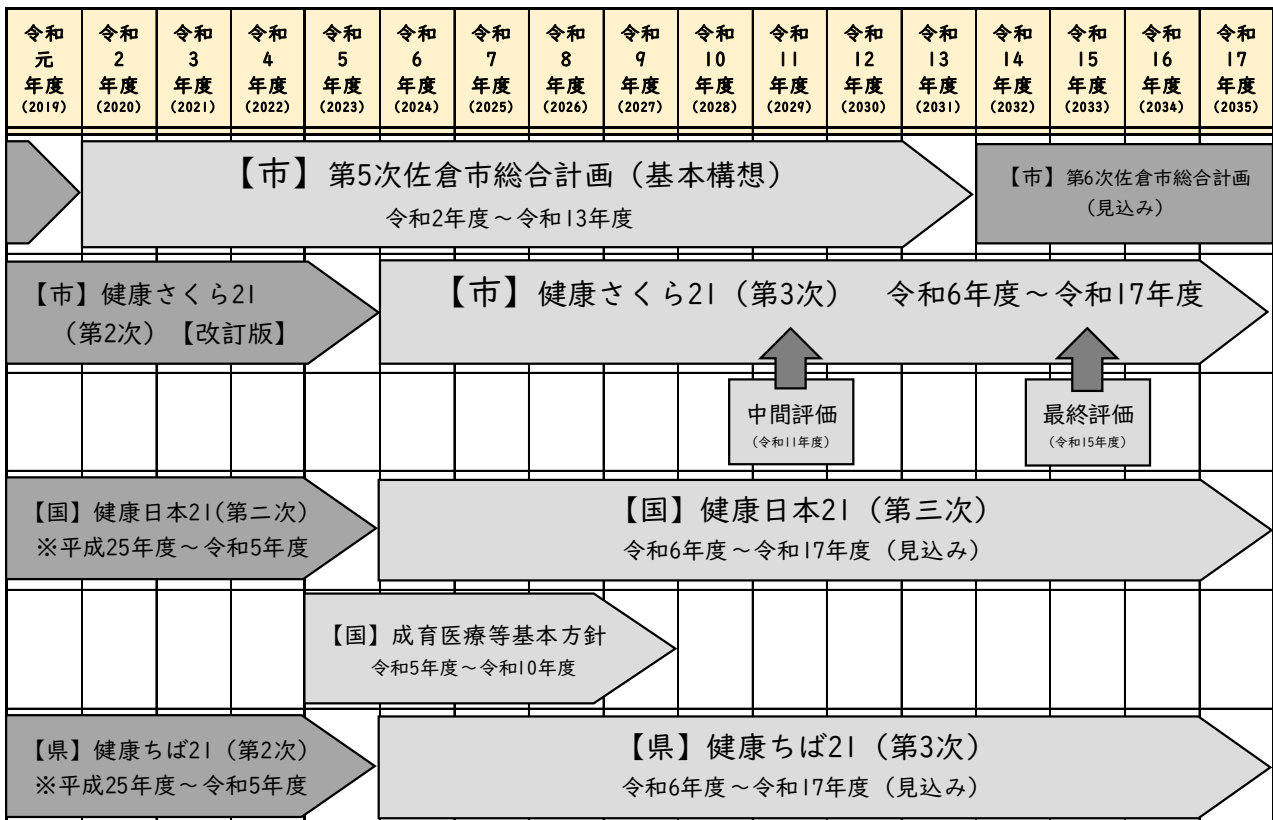 令和 令和 令和 令和 令和 令和 令和 令和 令和 令和 令和 令和 令和 令和 令和 令和 令和
元 2 3 4 5 6 7 8 9 10 11 12 13 14 15 16 17
年度 年度 年度 年度 年度 年度 年度 年度 年度 年度 年度 年度 年度 年度 年度 年度 年度
(2019) (2020) (2021) (2022) (2023) (2024) (2025) (2026) (2027) (2028) (2029) (2030) (2031) (2032) (2033) (2034) (2035)
【市】第5次佐倉市総合計画(基本構想)
令和2年度~令和13年度
【市】第6次佐倉市総合計画
(見込み)
【市】健康さくら21
(第2次)【改訂版】
【市】健康さくら21(第3次) 令和6年度~令和17年度
中間評価
(令和11年度)
最終評価
(令和15年度)
【国】健康日本21(第二次)
※平成25年度~令和5年度
【国】健康日本21(第三次)
令和6年度~令和17年度(見込み)
【国】成育医療等基本方針
令和5年度~令和10年度
【県】健康ちば21(第2次)
※平成25年度~令和5年度
【県】健康ちば21(第3次)
令和6年度~令和17年度(見込み)